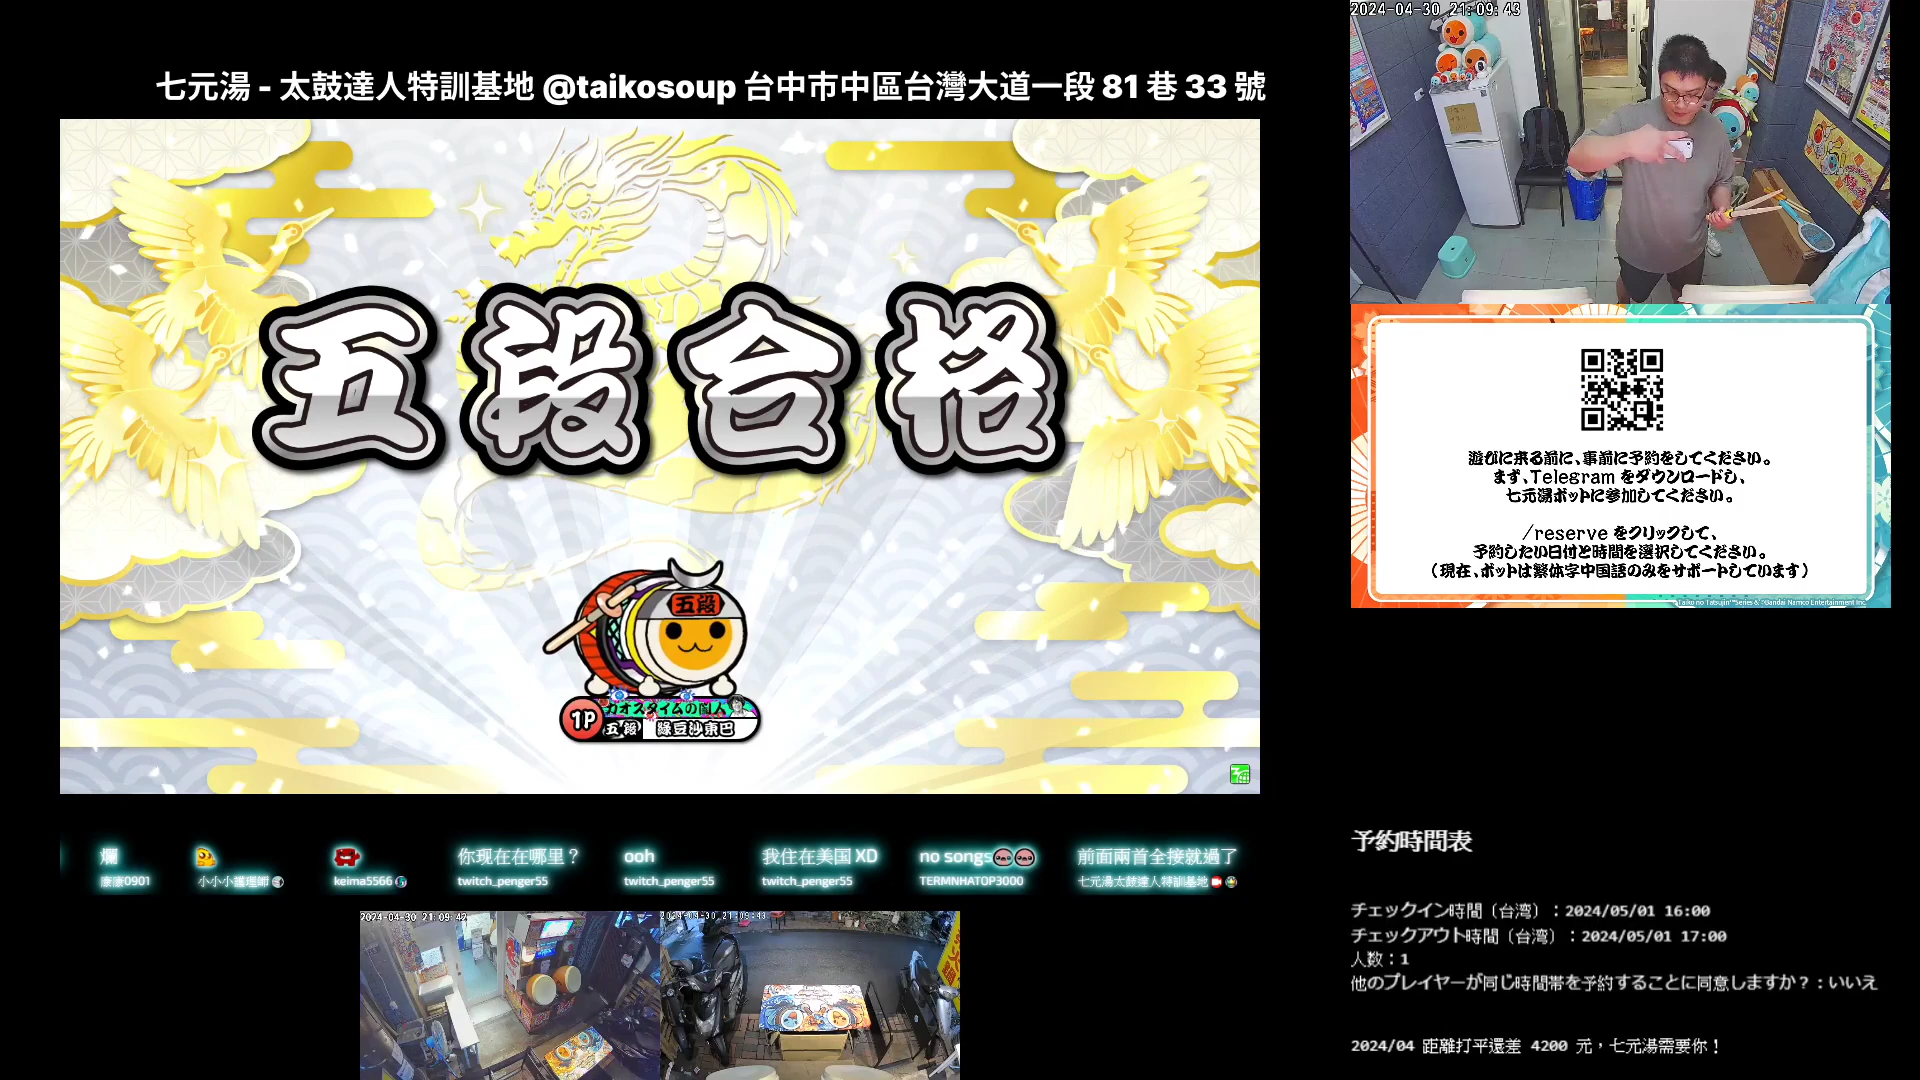 七元湯 - 太鼓達人特訓基地 @taikosoup 台中市中區台灣大道一段 81 巷 33 號
2024-04-30 21:09:43
五段合格
五段
1P
カオスタイムの閣人
五段 綠豆沙東巴
遊びに来る前に、事前に予約をしてください。
まず、Telegram をダウンロードし、
七元湯ボットに参加してください。
/reserve をクリックして、
予約したい日付と時間を選択してください。
(現在、ボットは繁体字中国語のみをサポートしています)
Taiko no Tatsujin™Series & ©Bandai Namco Entertainment Inc.
爛
康康0901
小小小護理師
keima5566
你现在在哪里？
twitch_penger55
ooh
twitch_penger55
我住在美国 XD
twitch_penger55
no songs
TERMNHATOP3000
前面兩首全接就過了
七元湯太鼓達人特訓基地
2024-04-30 21:09:42
2024-04-30 21:09:43
予約時間表
チェックイン時間〔台湾〕：2024/05/01 16:00
チェックアウト時間〔台湾〕：2024/05/01 17:00
人数：1
他のプレイヤーが同じ時間帯を予約することに同意しますか？：いいえ
2024/04 距離打平還差 4200 元，七元湯需要你！